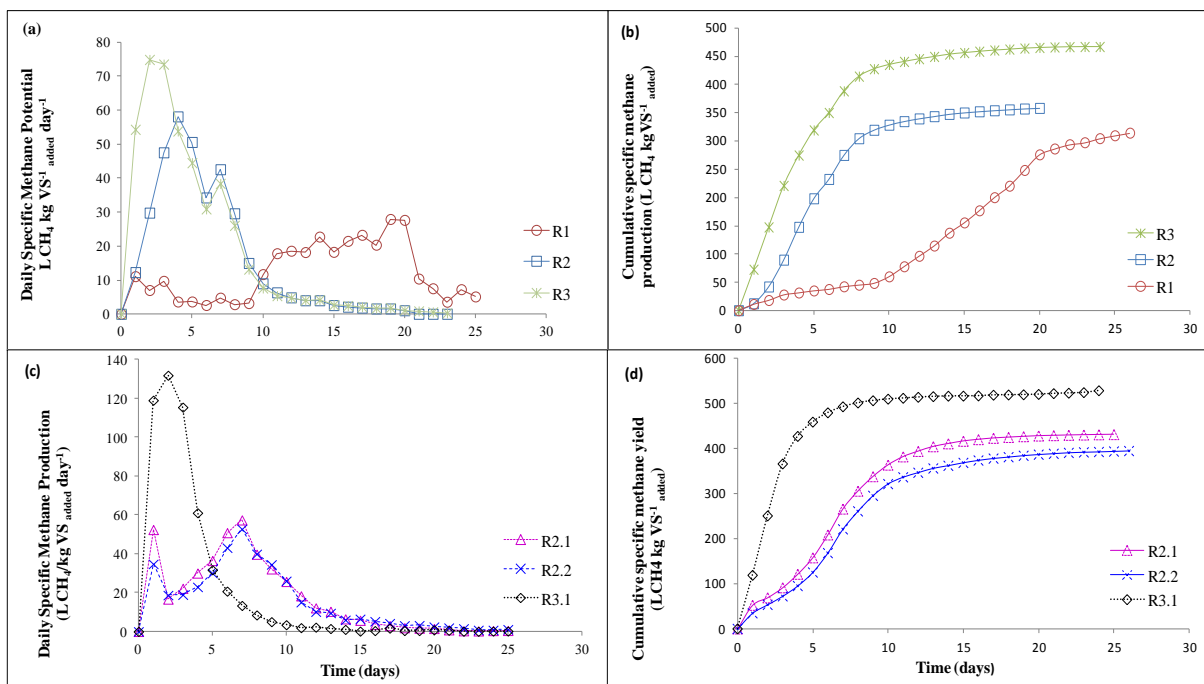 (a)
Daily Specific Methane Potential
L CH4 kg VS-1 added day-1
80
70
60
50
40
30
20
10
0
0 5 10 15 20 25 30
R1
R2
R3
(b)
Cumulative specific methane
production (L CH4 kg VS-1 added)
500
450
400
350
300
250
200
150
100
50
0
0 5 10 15 20 25 30
R3
R2
R1
(c)
Daily Specific Methane Production
(L CH4/kg VS added day-1)
140
120
100
80
60
40
20
0
0 5 10 15 20 25 30
Time (days)
R2.1
R2.2
R3.1
(d)
Cumulative specific methane yield
(LCH4 kg VS-1 added)
600
500
400
300
200
100
0
0 5 10 15 20 25 30
Time (days)
R2.1
R2.2
R3.1